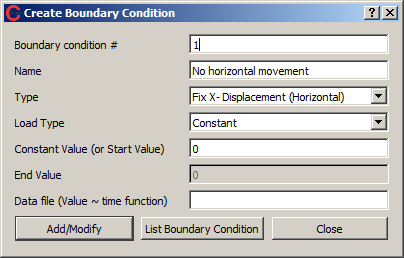 Create Boundary Condition
Boundary condition # 1
Name No horizontal movement
Type Fix X- Displacement (Horizontal)
Load Type Constant
Constant Value (or Start Value) 0
End Value 0
Data file (Value ~ time function)
Add/Modify List Boundary Condition Close